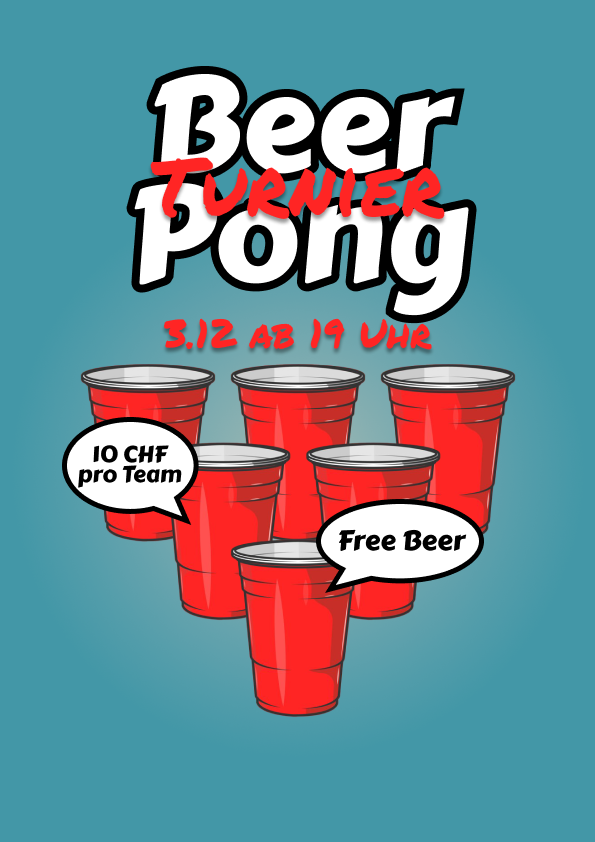 Beer
Turnier
Pong
3.12 ab 19 Uhr
10 CHF
pro Team
Free Beer